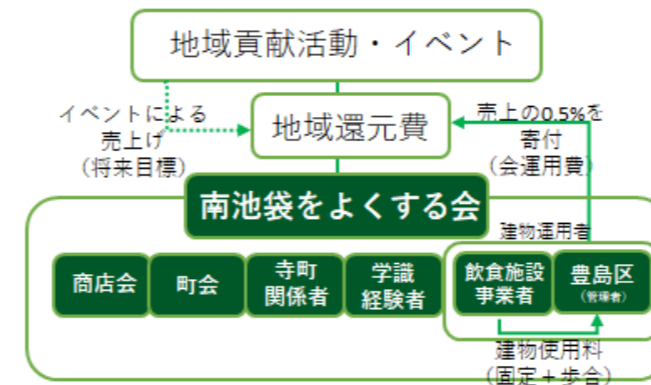 地域貢献活動・イベント
イベントによる
売上げ
(将来目標)
地域還元費
売上の0.5%を
寄付
(会運用費)
南池袋をよくする会
建物運用者
商店会
町会
寺町
関係者
学識
経験者
飲食施設
事業者
豊島区
(管理者)
建物使用料
(固定+歩合)